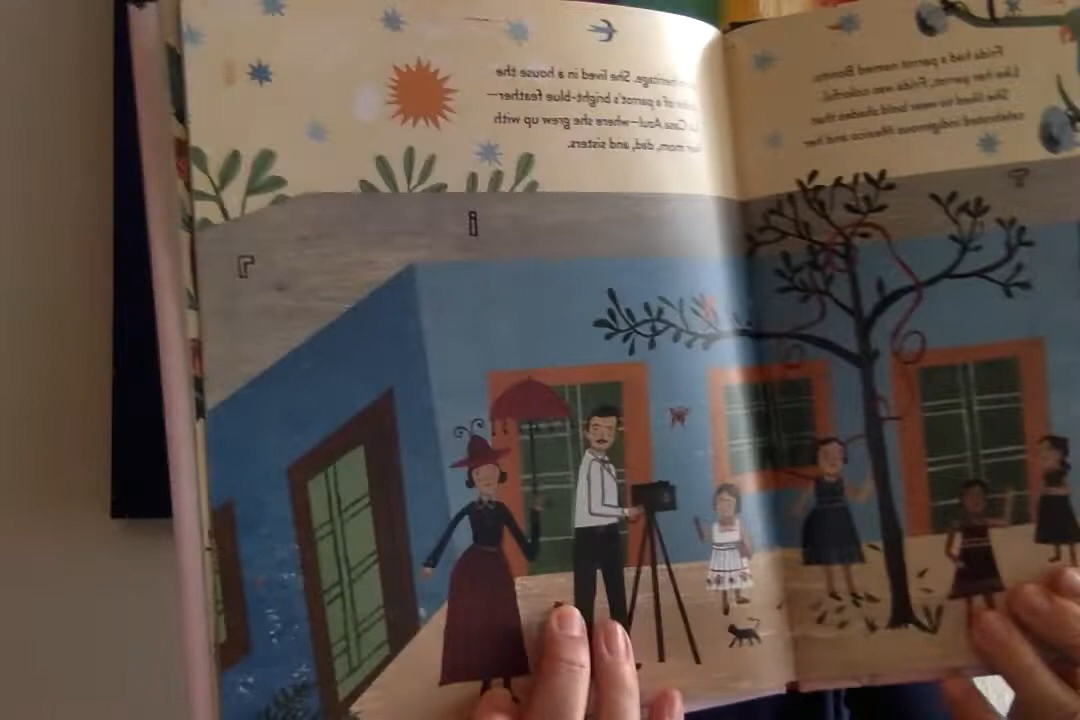 Frida had a parrot named Bonito.
Like her parrot, Frida was colorful.
She liked to wear bold shades that
celebrated indigenous Mexico and her
heritage. She lived in a house the
of a parrot's bright-blue feather—
Casa Azul—where she grew up with
mom, dad, and sisters.
i
r